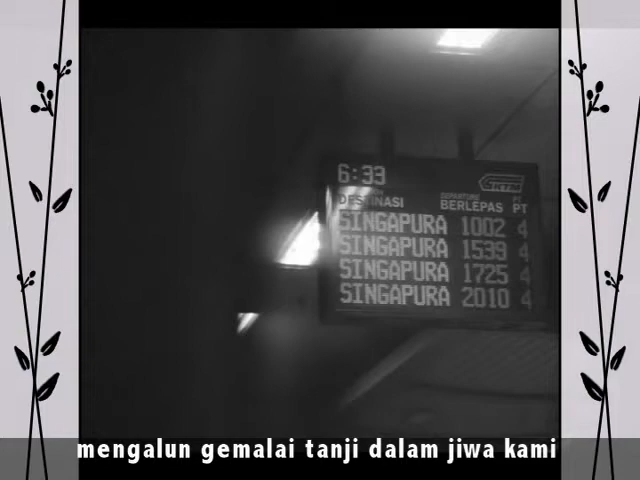 6:33
KTM
DESTINASI
DEPARTURE
BERLEPAS PT
SINGAPURA 1002 4
SINGAPURA 1539 4
SINGAPURA 1725 4
SINGAPURA 2010 4
mengalun gemalai tanji dalam jiwa kami